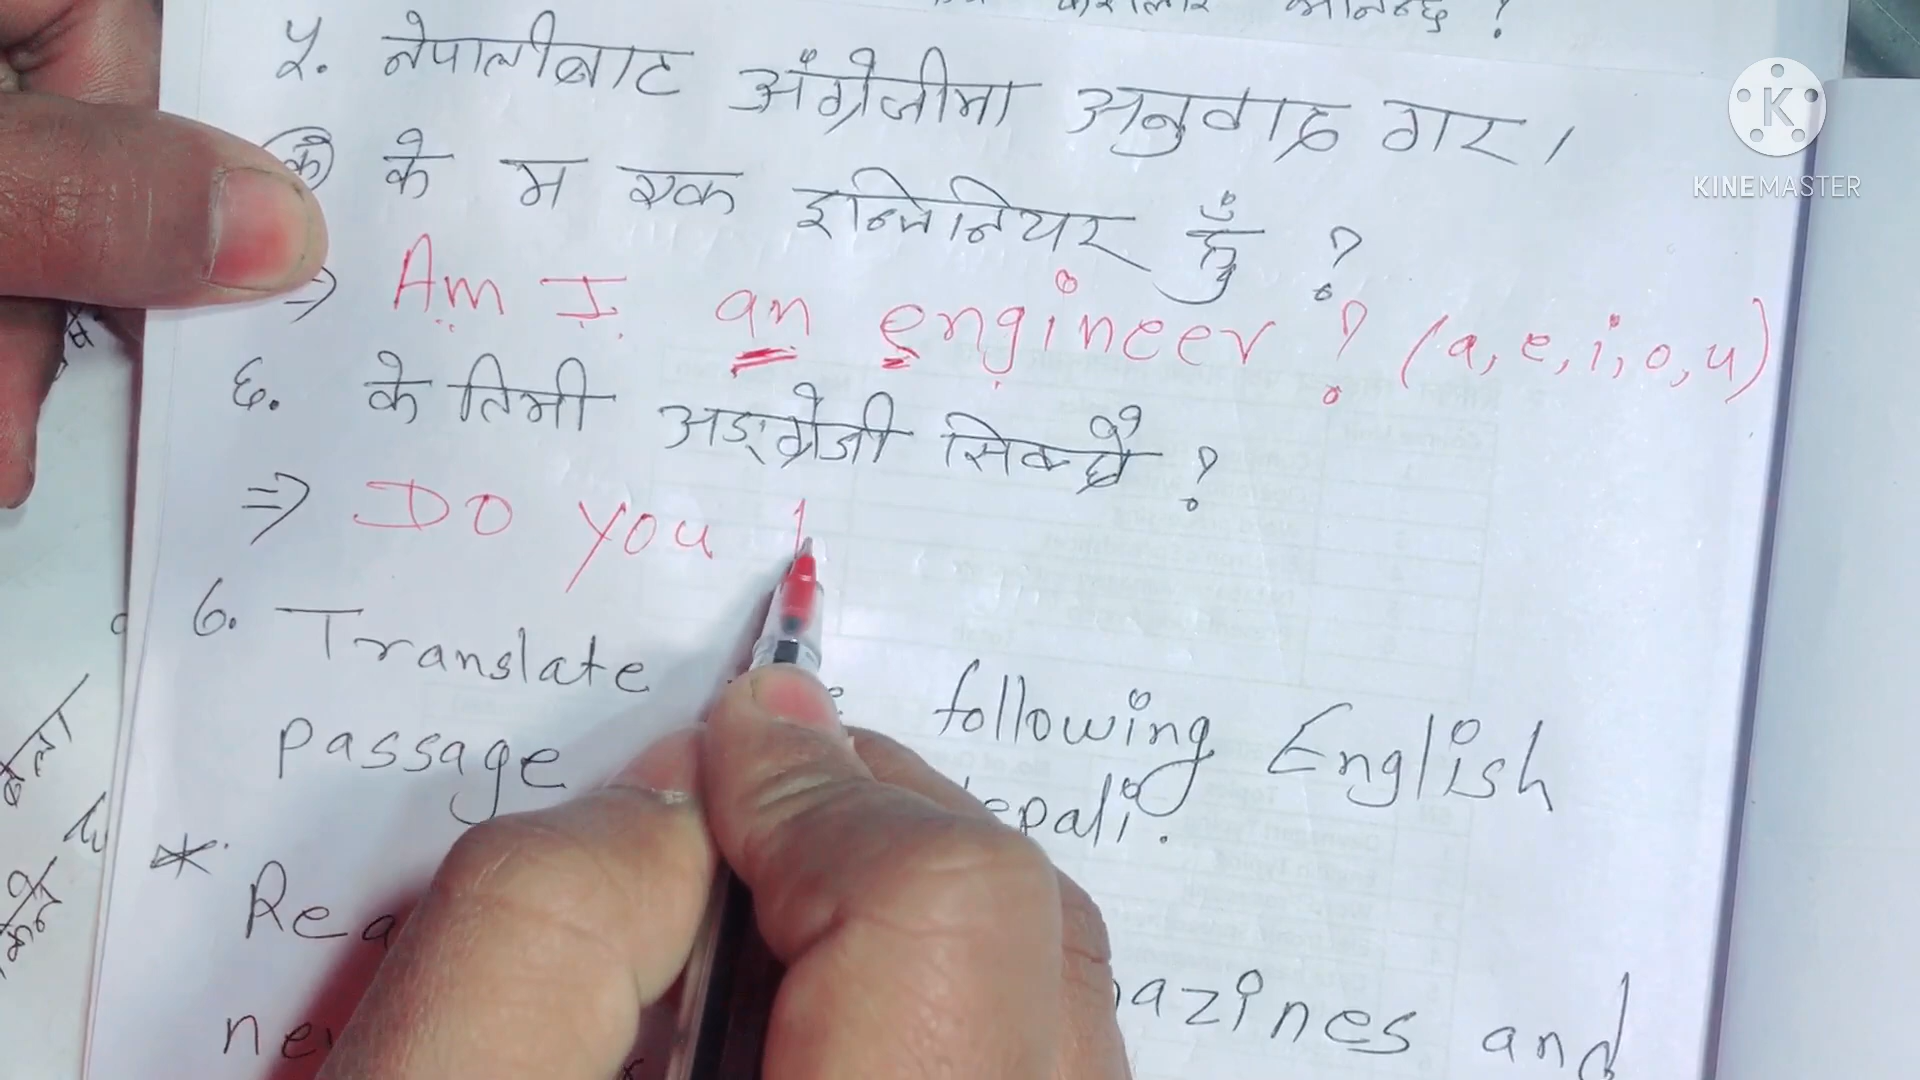 ५. नेपालीबाट अंग्रेजीमा अनुवाद गर।
(क) के म एक इन्जिनियर हुँ ?
⇒ Am I an engineer ? (a, e, i, o, u)
६. के तिमी अङ्ग्रेजी सिक्छौ ?
⇒ Do you l
७. Translate following English
passage Nepali.
* Rea azines and
KINEMASTER